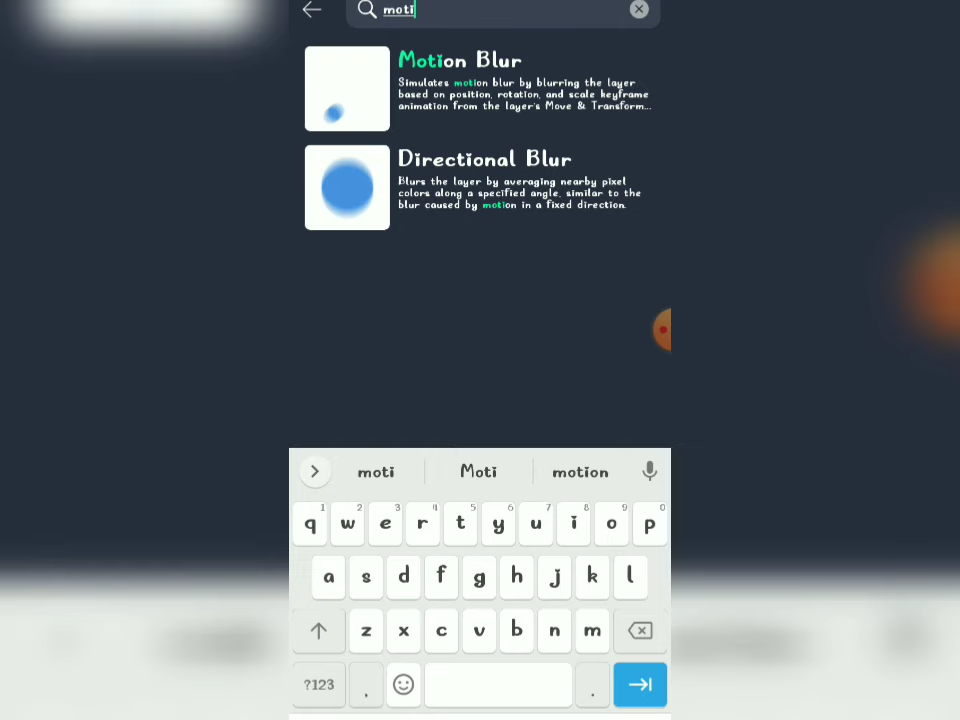 moti
Motion Blur
Simulates motion blur by blurring the layer
based on position, rotation, and scale keyframe
animation from the layer's Move & Transform...
Directional Blur
Blurs the layer by averaging nearby pixel
colors along a specified angle, similar to the
blur caused by motion in a fixed direction.
moti Moti motion
1 2 3 4 5 6 7 8 9 0
q w e r t y u i o p
a s d f g h j k l
z x c v b n m
?123 , .